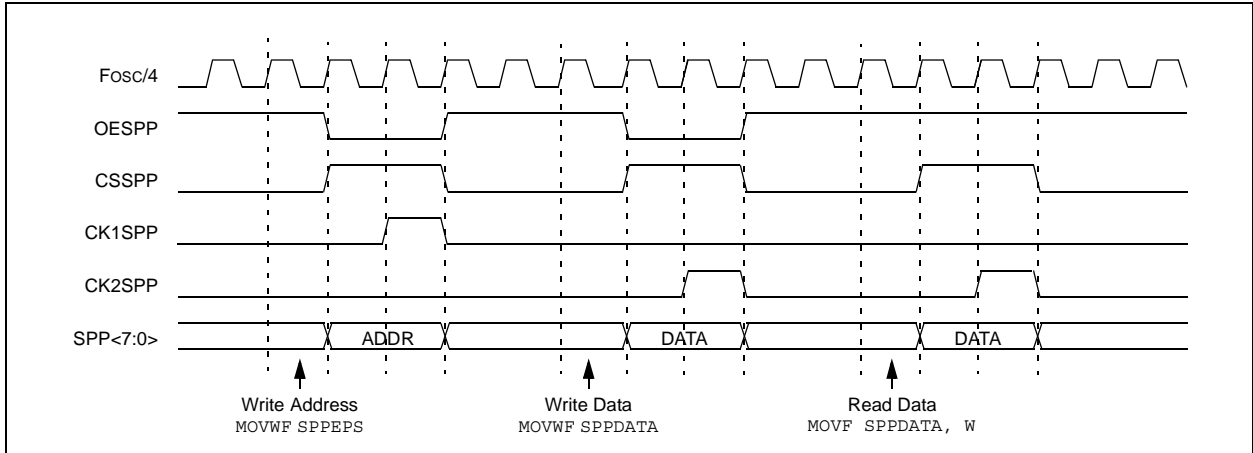 Fosc/4
OESPP
CSSPP
CK1SPP
CK2SPP
SPP<7:0> ADDR DATA DATA
Write Address Write Data Read Data
MOVWF SPPEPS MOVWF SPPDATA MOVF SPPDATA, W